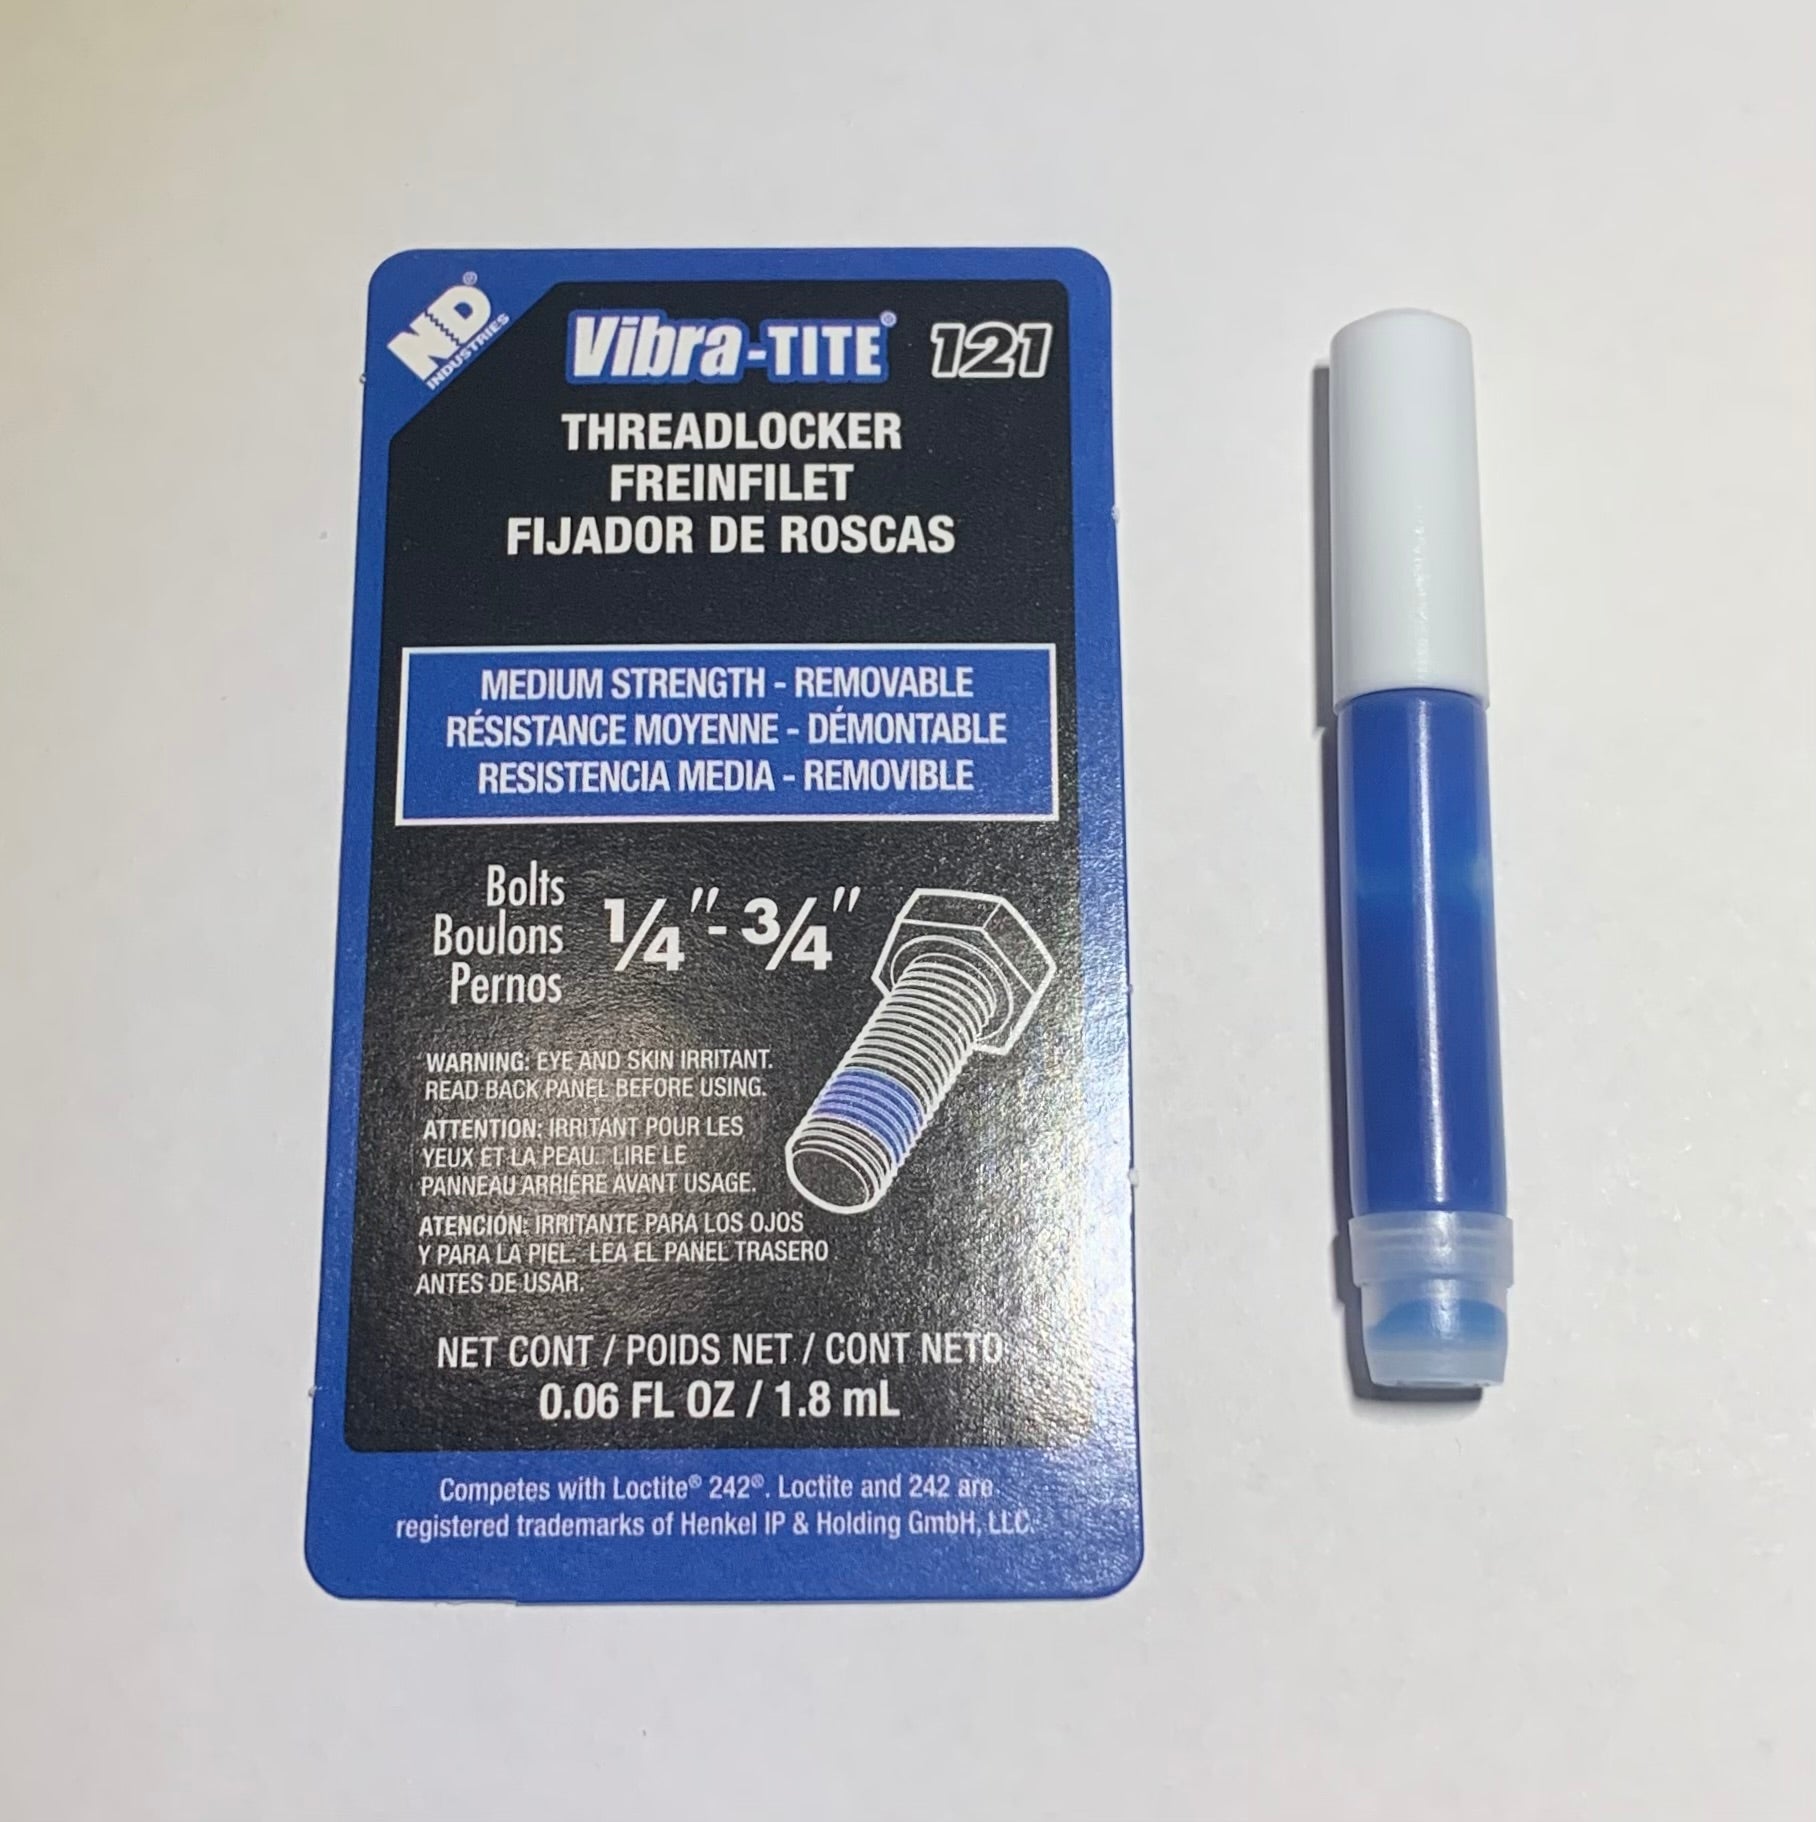 ND®
INDUSTRIES
Vibra-TITE® 121
THREADLOCKER
FREINFILET
FIJADOR DE ROSCAS
MEDIUM STRENGTH - REMOVABLE
RÉSISTANCE MOYENNE - DÉMONTABLE
RESISTENCIA MEDIA - REMOVIBLE
Bolts
Boulons
Pernos
1/4" - 3/4"
WARNING: EYE AND SKIN IRRITANT.
READ BACK PANEL BEFORE USING.
ATTENTION: IRRITANT POUR LES
YEUX ET LA PEAU. LIRE LE
PANNEAU ARRIÈRE AVANT USAGE.
ATENCIÓN: IRRITANTE PARA LOS OJOS
Y PARA LA PIEL. LEA EL PANEL TRASERO
ANTES DE USAR.
NET CONT / POIDS NET / CONT NETO
0.06 FL OZ / 1.8 mL
Competes with Loctite® 242®. Loctite and 242 are
registered trademarks of Henkel IP & Holding GmbH, LLC.